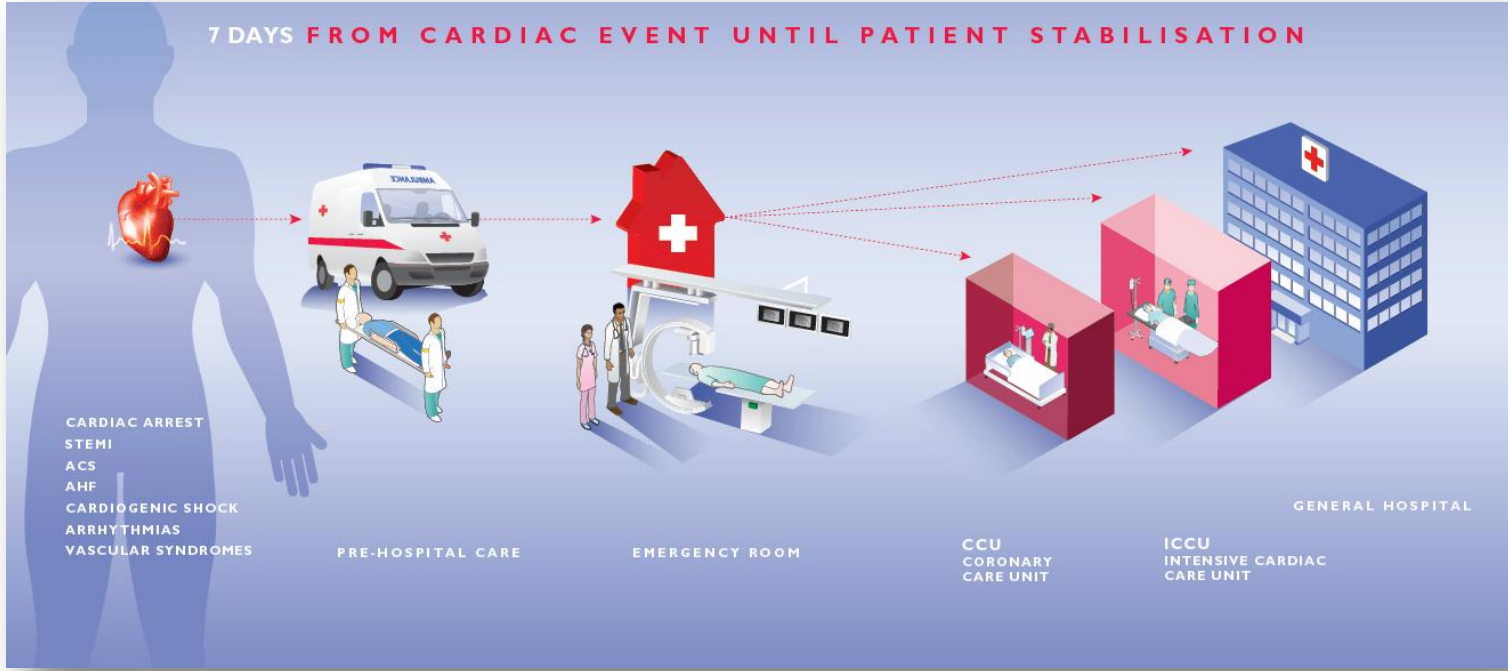 7 DAYS FROM CARDIAC EVENT UNTIL PATIENT STABILISATION
AMBULANCE
CARDIAC ARREST
STEMI
ACS
AHF
CARDIOGENIC SHOCK
ARRHYTHMIAS
VASCULAR SYNDROMES
PRE-HOSPITAL CARE
EMERGENCY ROOM
CCU
CORONARY
CARE UNIT
ICCU
INTENSIVE CARDIAC
CARE UNIT
GENERAL HOSPITAL